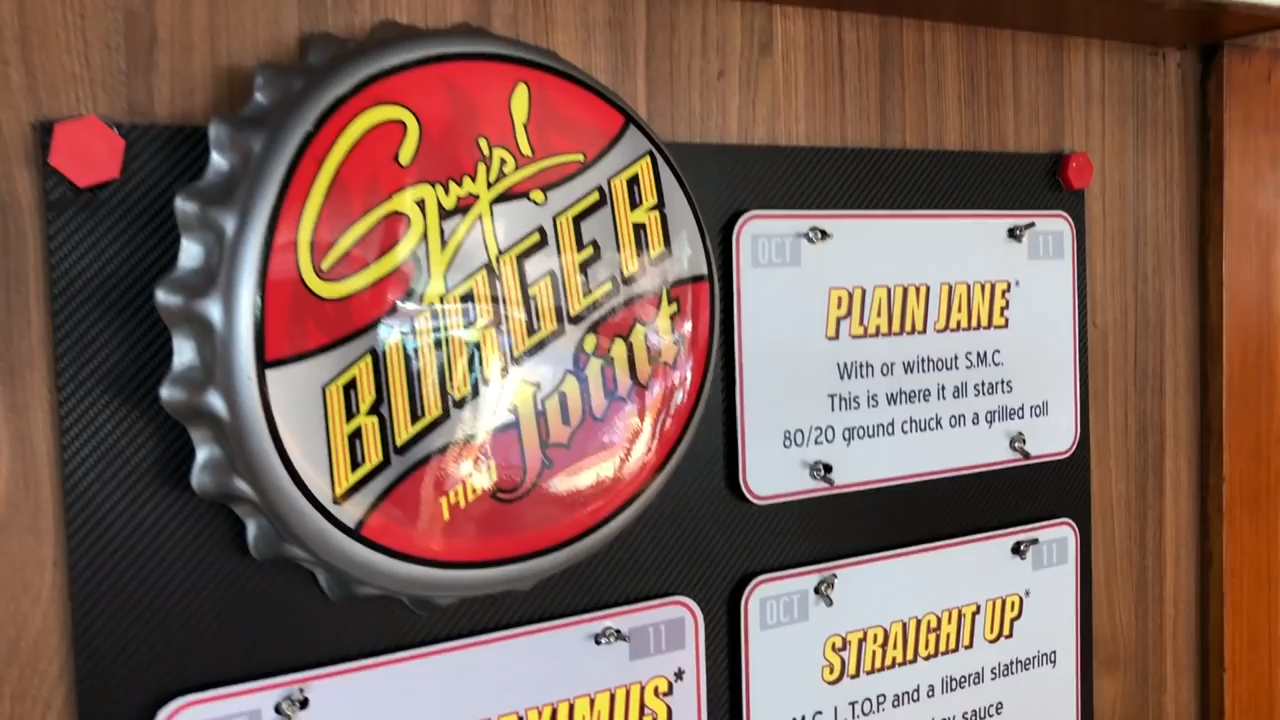 Guy's!
BURGER
Joint
OCT 11
PLAIN JANE*
With or without S.M.C.
This is where it all starts
80/20 ground chuck on a grilled roll
OCT 11
STRAIGHT UP*
L.T.O.P. and a liberal slathering
sauce
11